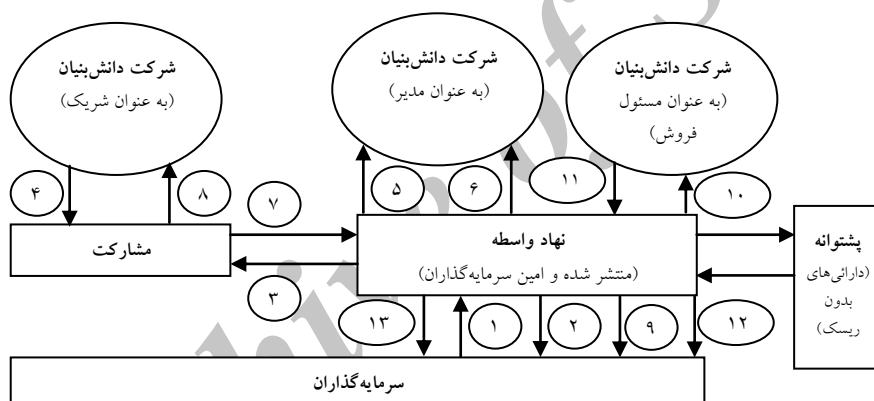 شرکت دانش‌بنیان
(به عنوان مسئول
فروش)
شرکت دانش‌بنیان
(به عنوان مدیر)
شرکت دانش‌بنیان
(به عنوان شریک)
۱۰
۱۱
۶
۵
۸
۴
۷
پشتوانه
(دارائی‌های
بدون
ریسک)
نهاد واسطه
(منتشر شده و امین سرمایه‌گذاران)
مشارکت
۳
۱۲
۹
۲
۱
۱۳
سرمایه‌گذاران
Archive of S